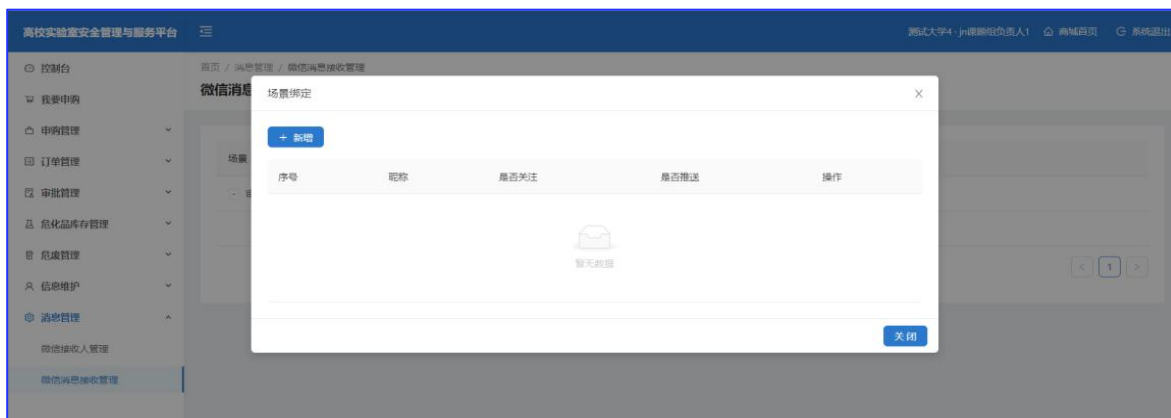 高校实验室安全管理与服务平台
测试大学4 - jn课题组负责人1 商城首页 系统退出
控制台
我要申购
申购管理
订单管理
审批管理
危化品库存管理
危废管理
信息维护
消息管理
微信接收人管理
微信消息接收管理
首页 / 消息管理 / 微信消息接收管理
微信消息
场景
场景绑定
+ 新增
序号 昵称 是否关注 是否推送 操作
暂无数据
关闭
< 1 >